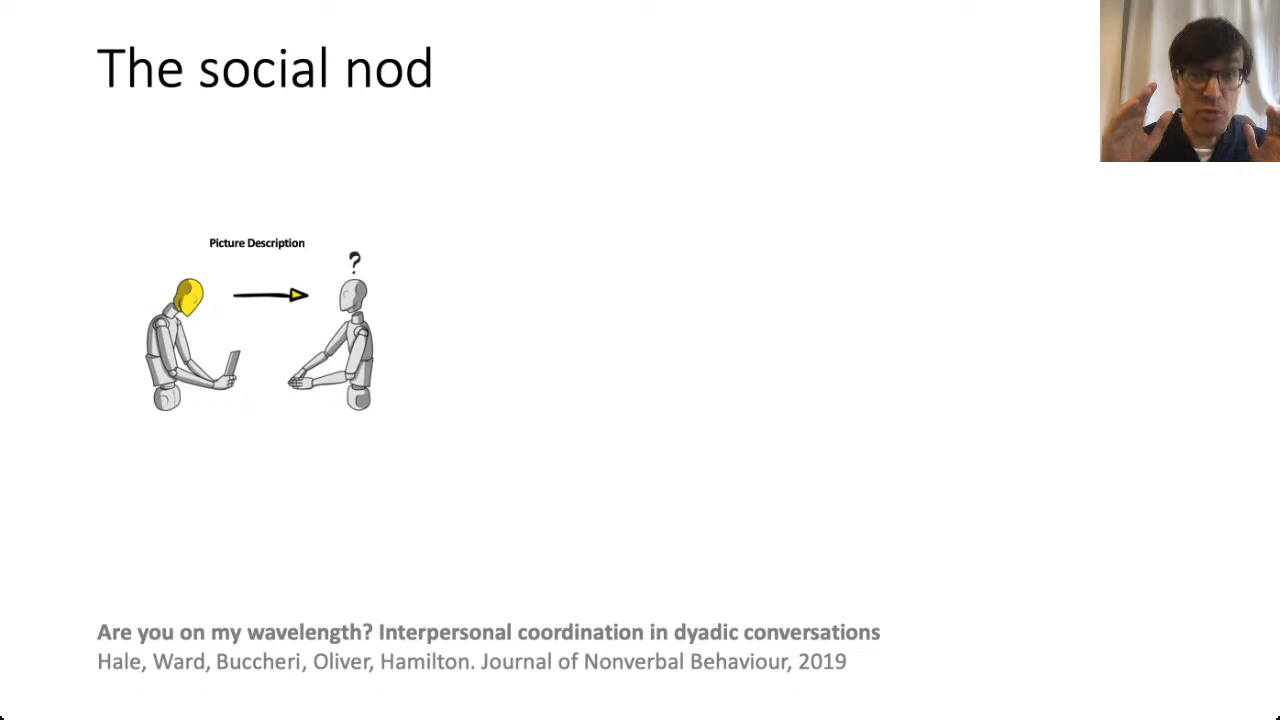 The social nod
Picture Description
?
Are you on my wavelength? Interpersonal coordination in dyadic conversations
Hale, Ward, Buccheri, Oliver, Hamilton. Journal of Nonverbal Behaviour, 2019